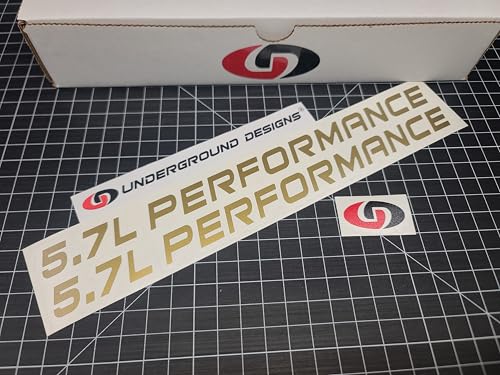 UNDERGROUND DESIGNS®
5.7L PERFORMANCE
5.7L PERFORMANCE